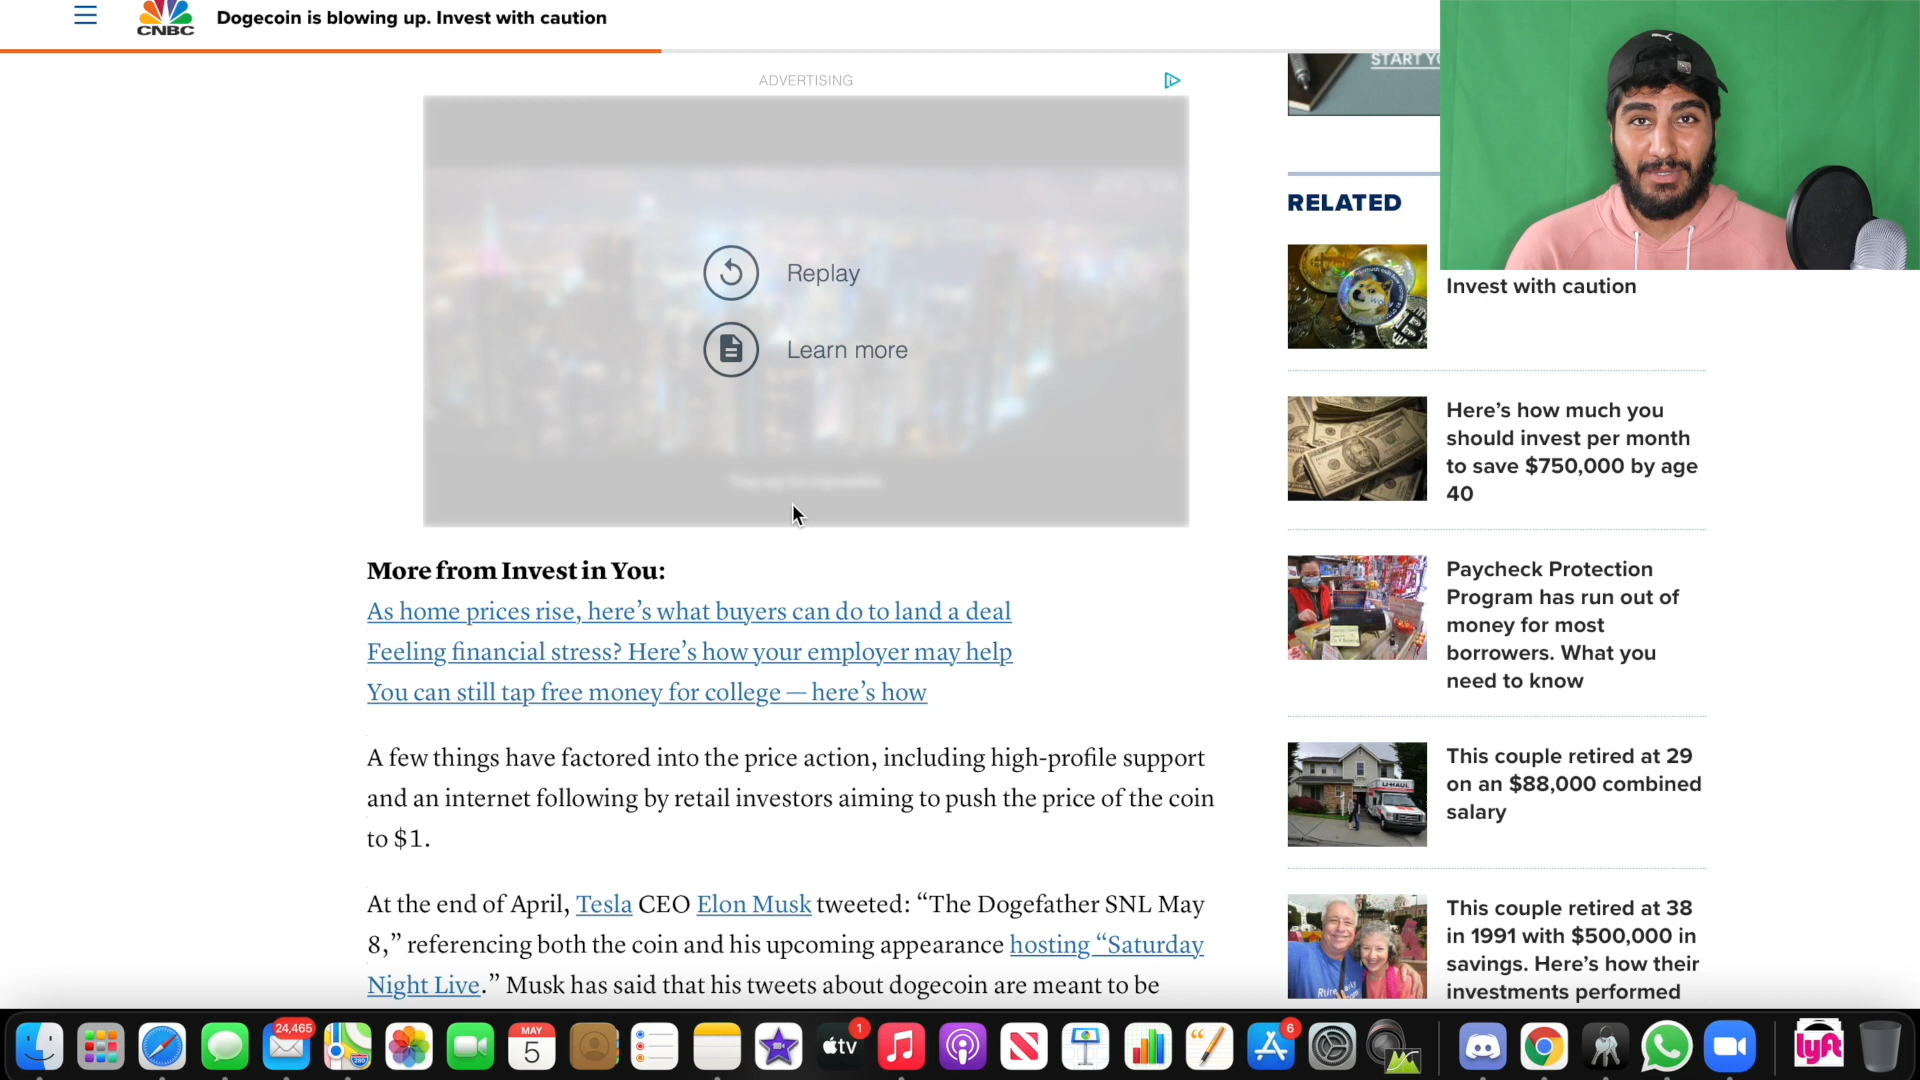 CNBC
Dogecoin is blowing up. Invest with caution
ADVERTISING
START
Replay
Learn more
RELATED
Invest with caution
Here’s how much you
should invest per month
to save $750,000 by age
40
Paycheck Protection
Program has run out of
money for most
borrowers. What you
need to know
This couple retired at 29
on an $88,000 combined
salary
U-HAUL
This couple retired at 38
in 1991 with $500,000 in
savings. Here’s how their
investments performed
More from Invest in You:
As home prices rise, here’s what buyers can do to land a deal
Feeling financial stress? Here’s how your employer may help
You can still tap free money for college — here’s how
A few things have factored into the price action, including high-profile support
and an internet following by retail investors aiming to push the price of the coin
to $1.
At the end of April, Tesla CEO Elon Musk tweeted: “The Dogefather SNL May
8,” referencing both the coin and his upcoming appearance hosting “Saturday
Night Live.” Musk has said that his tweets about dogecoin are meant to be
24,465
MAY
5
tv
1
6
lyft